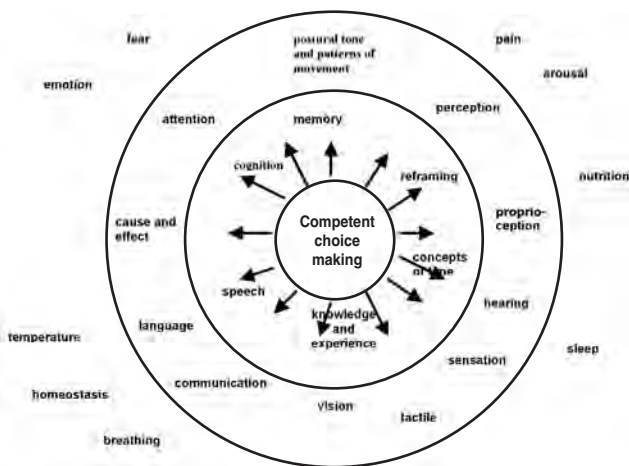 fear
postural tone
and patterns of
movement
pain
emotion
arousal
attention
memory
perception
cognition
reframing
nutrition
cause and
effect
Competent
choice
making
proprio-
ception
concepts
of time
speech
hearing
knowledge
and
experience
temperature
language
sleep
sensation
homeostasis
communication
vision
tactile
breathing